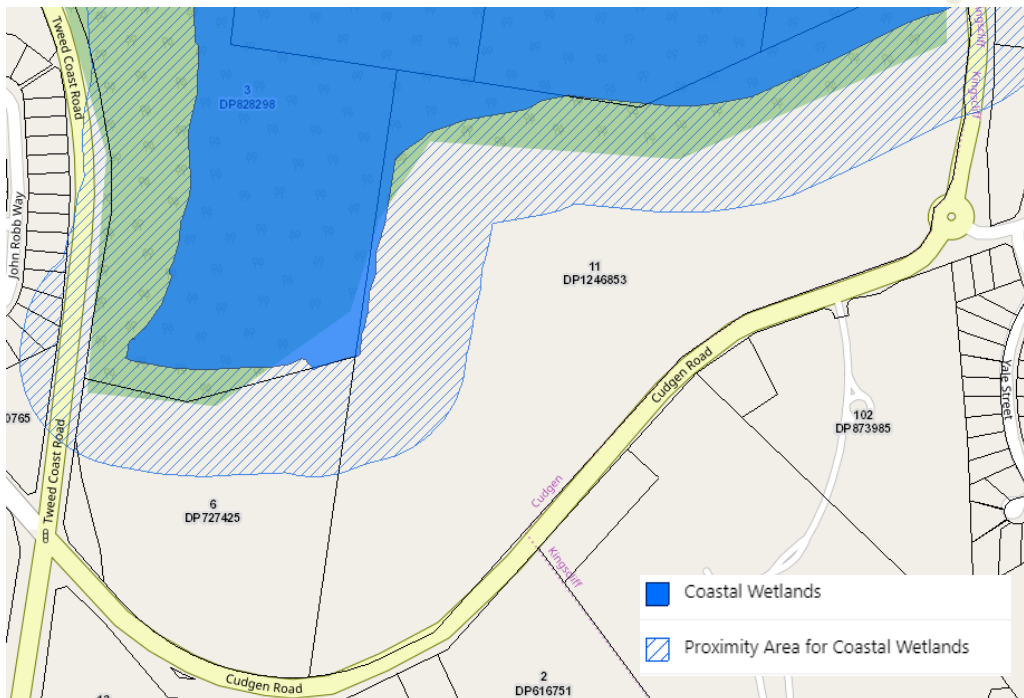 Tweed Coast Road
Kingscliff
Kingscliff
3
DP828298
John Robb Way
11
DP1246853
Cudgen Road
Yale Street
0765
Tweed Coast Road
102
DP873985
6
DP727425
Cudgen
Kingscliff
Coastal Wetlands
Proximity Area for Coastal Wetlands
Cudgen Road
2
DP616751